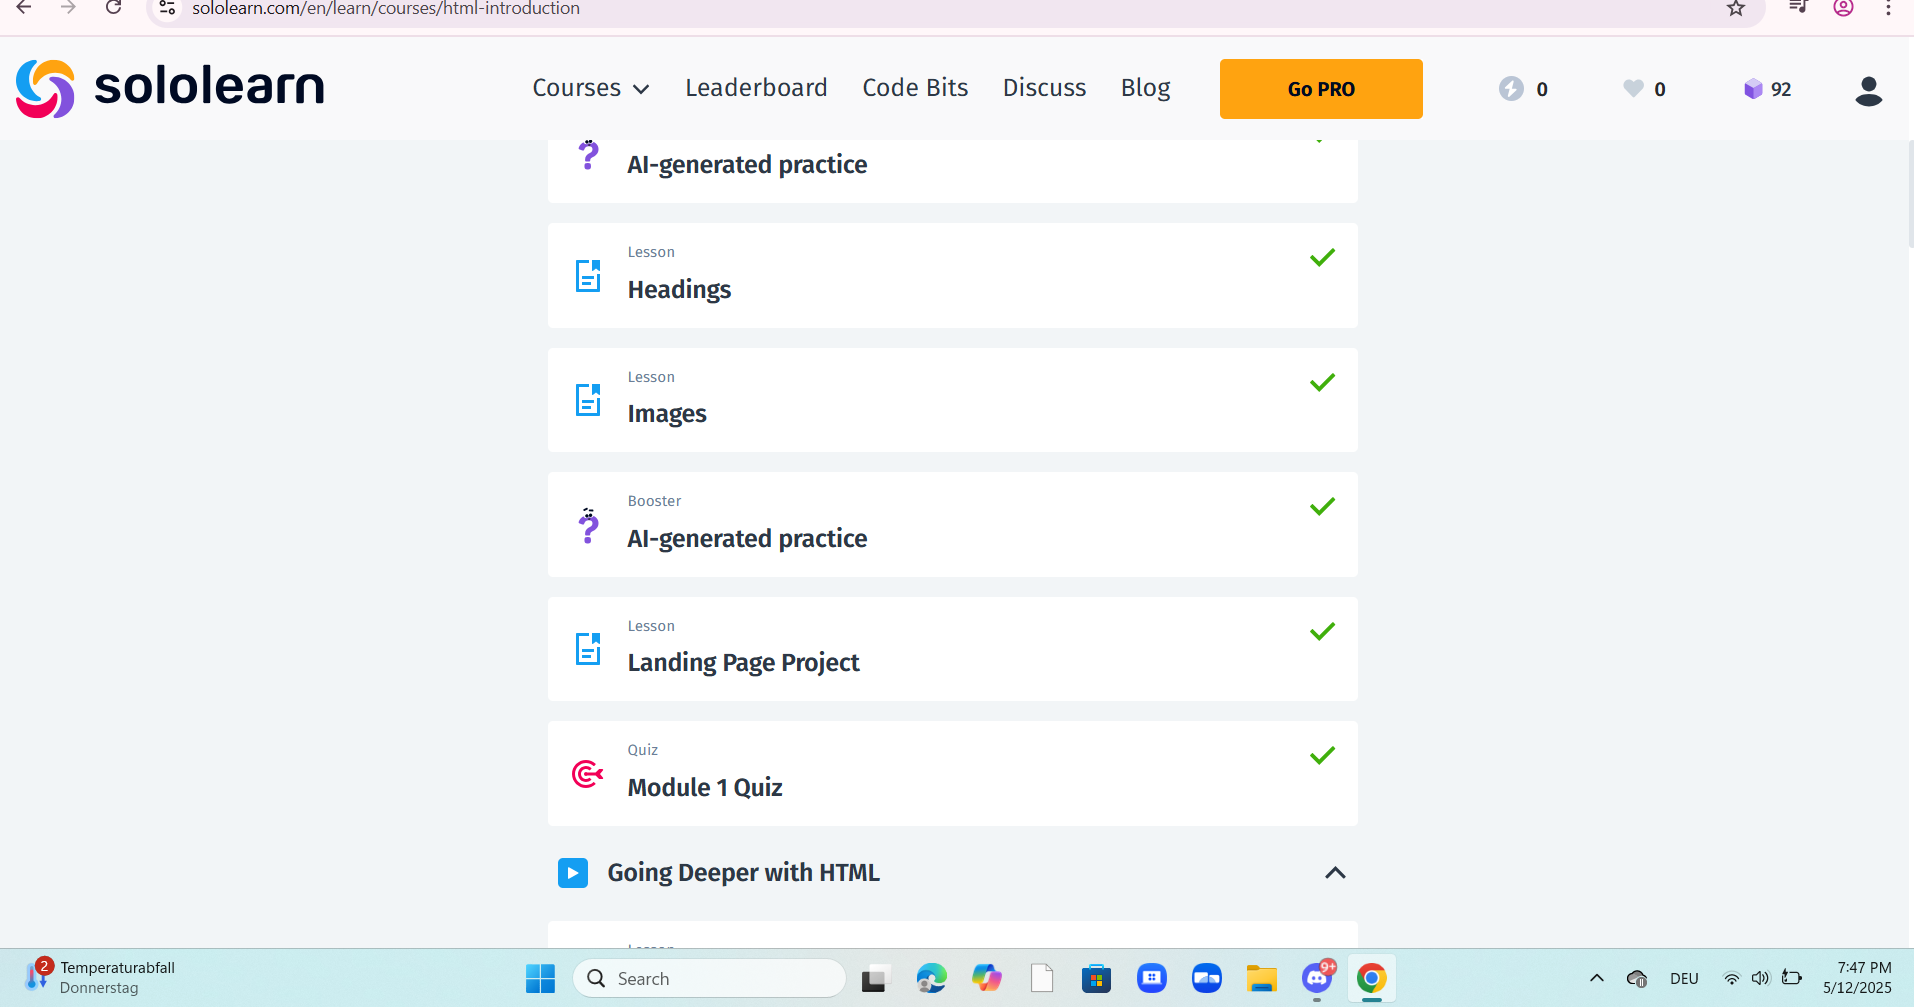 sololearn.com/en/learn/courses/html-introduction
sololearn
Courses
Leaderboard
Code Bits
Discuss
Blog
Go PRO
0
0
92
AI-generated practice
Lesson
Headings
Lesson
Images
Booster
AI-generated practice
Lesson
Landing Page Project
Quiz
Module 1 Quiz
Going Deeper with HTML
Lesson
2
Temperaturabfall
Donnerstag
Search
9+
DEU
7:47 PM
5/12/2025